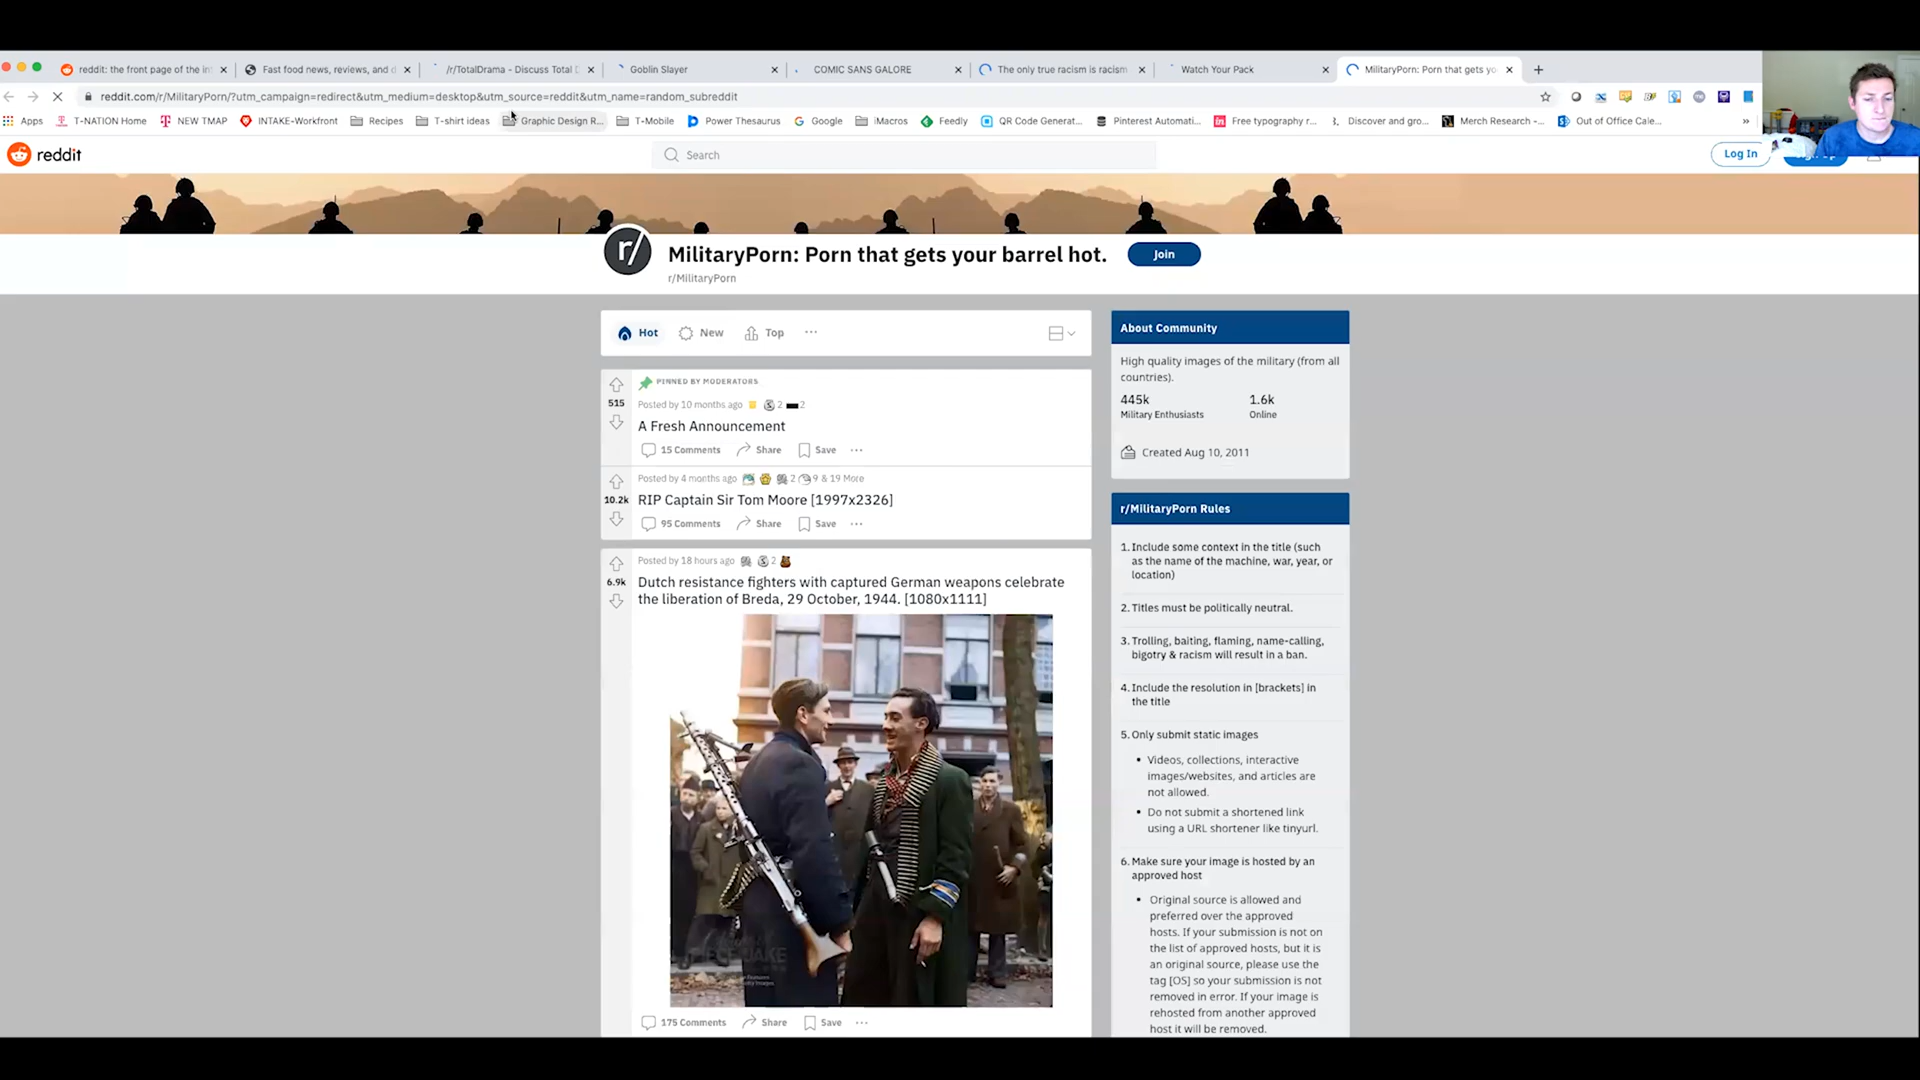 reddit: the front page of the in
Fast food news, reviews, and d
/r/TotalDrama - Discuss Total D
Goblin Slayer
COMIC SANS GALORE
The only true racism is racism
Watch Your Pack
MilitaryPorn: Porn that gets yo
reddit.com/r/MilitaryPorn/?utm_campaign=redirect&utm_medium=desktop&utm_source=reddit&utm_name=random_subreddit
Apps
T-NATION Home
NEW TMAP
INTAKE-Workfront
Recipes
T-shirt ideas
Graphic Design R...
T-Mobile
Power Thesaurus
Google
iMacros
Feedly
QR Code Generat...
Pinterest Automati...
Free typography r...
Discover and gro...
Merch Research -...
Out of Office Cale...
reddit
Search
Log In
r/
MilitaryPorn: Porn that gets your barrel hot.
Join
r/MilitaryPorn
Hot
New
Top
PINNED BY MODERATORS
515
Posted by 10 months ago
2
2
A Fresh Announcement
15 Comments
Share
Save
Posted by 4 months ago
2
9 & 19 More
10.2k
RIP Captain Sir Tom Moore [1997x2326]
95 Comments
Share
Save
Posted by 18 hours ago
2
6.9k
Dutch resistance fighters with captured German weapons celebrate
the liberation of Breda, 29 October, 1944. [1080x1111]
175 Comments
Share
Save
About Community
High quality images of the military (from all
countries).
445k
1.6k
Military Enthusiasts
Online
Created Aug 10, 2011
r/MilitaryPorn Rules
1. Include some context in the title (such
as the name of the machine, war, year, or
location)
2. Titles must be politically neutral.
3. Trolling, baiting, flaming, name-calling,
bigotry & racism will result in a ban.
4. Include the resolution in [brackets] in
the title
5. Only submit static images
Videos, collections, interactive
images/websites, and articles are
not allowed.
Do not submit a shortened link
using a URL shortener like tinyurl.
6. Make sure your image is hosted by an
approved host
Original source is allowed and
preferred over the approved
hosts. If your submission is not on
the list of approved hosts, but it is
an original source, please use the
tag [OS] so your submission is not
removed in error. If your image is
rehosted from another approved
host it will be removed.